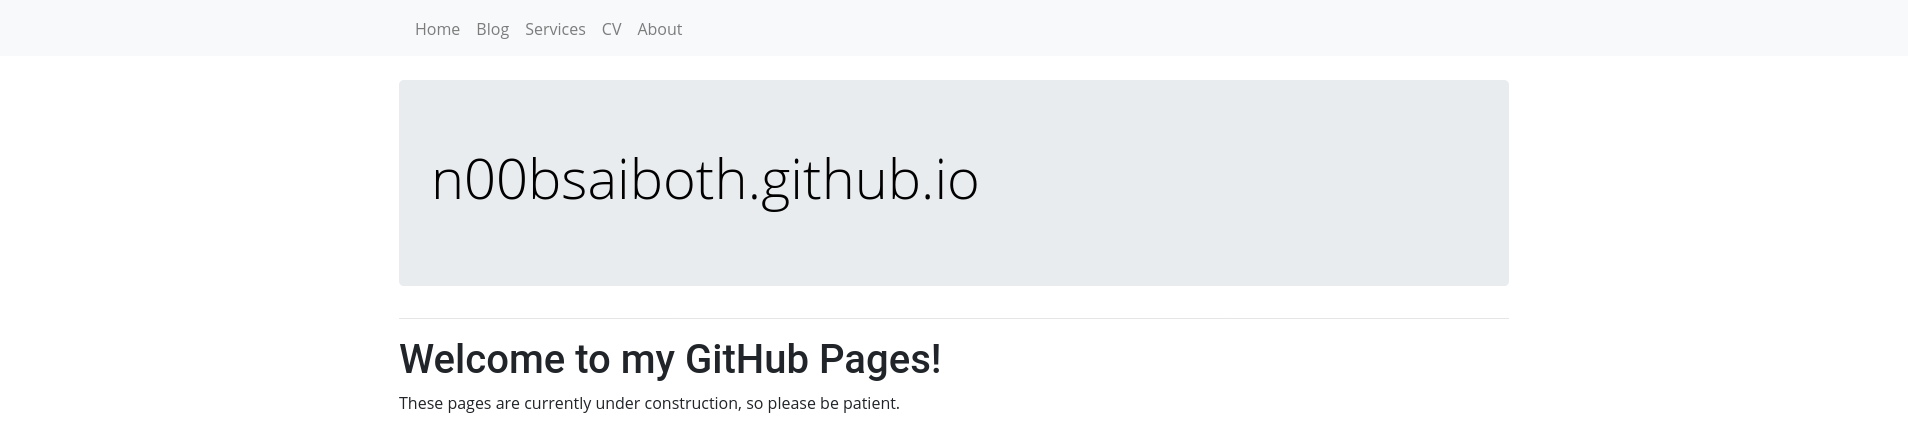 Home Blog Services CV About
n00bsaiboth.github.io
Welcome to my GitHub Pages!
These pages are currently under construction, so please be patient.